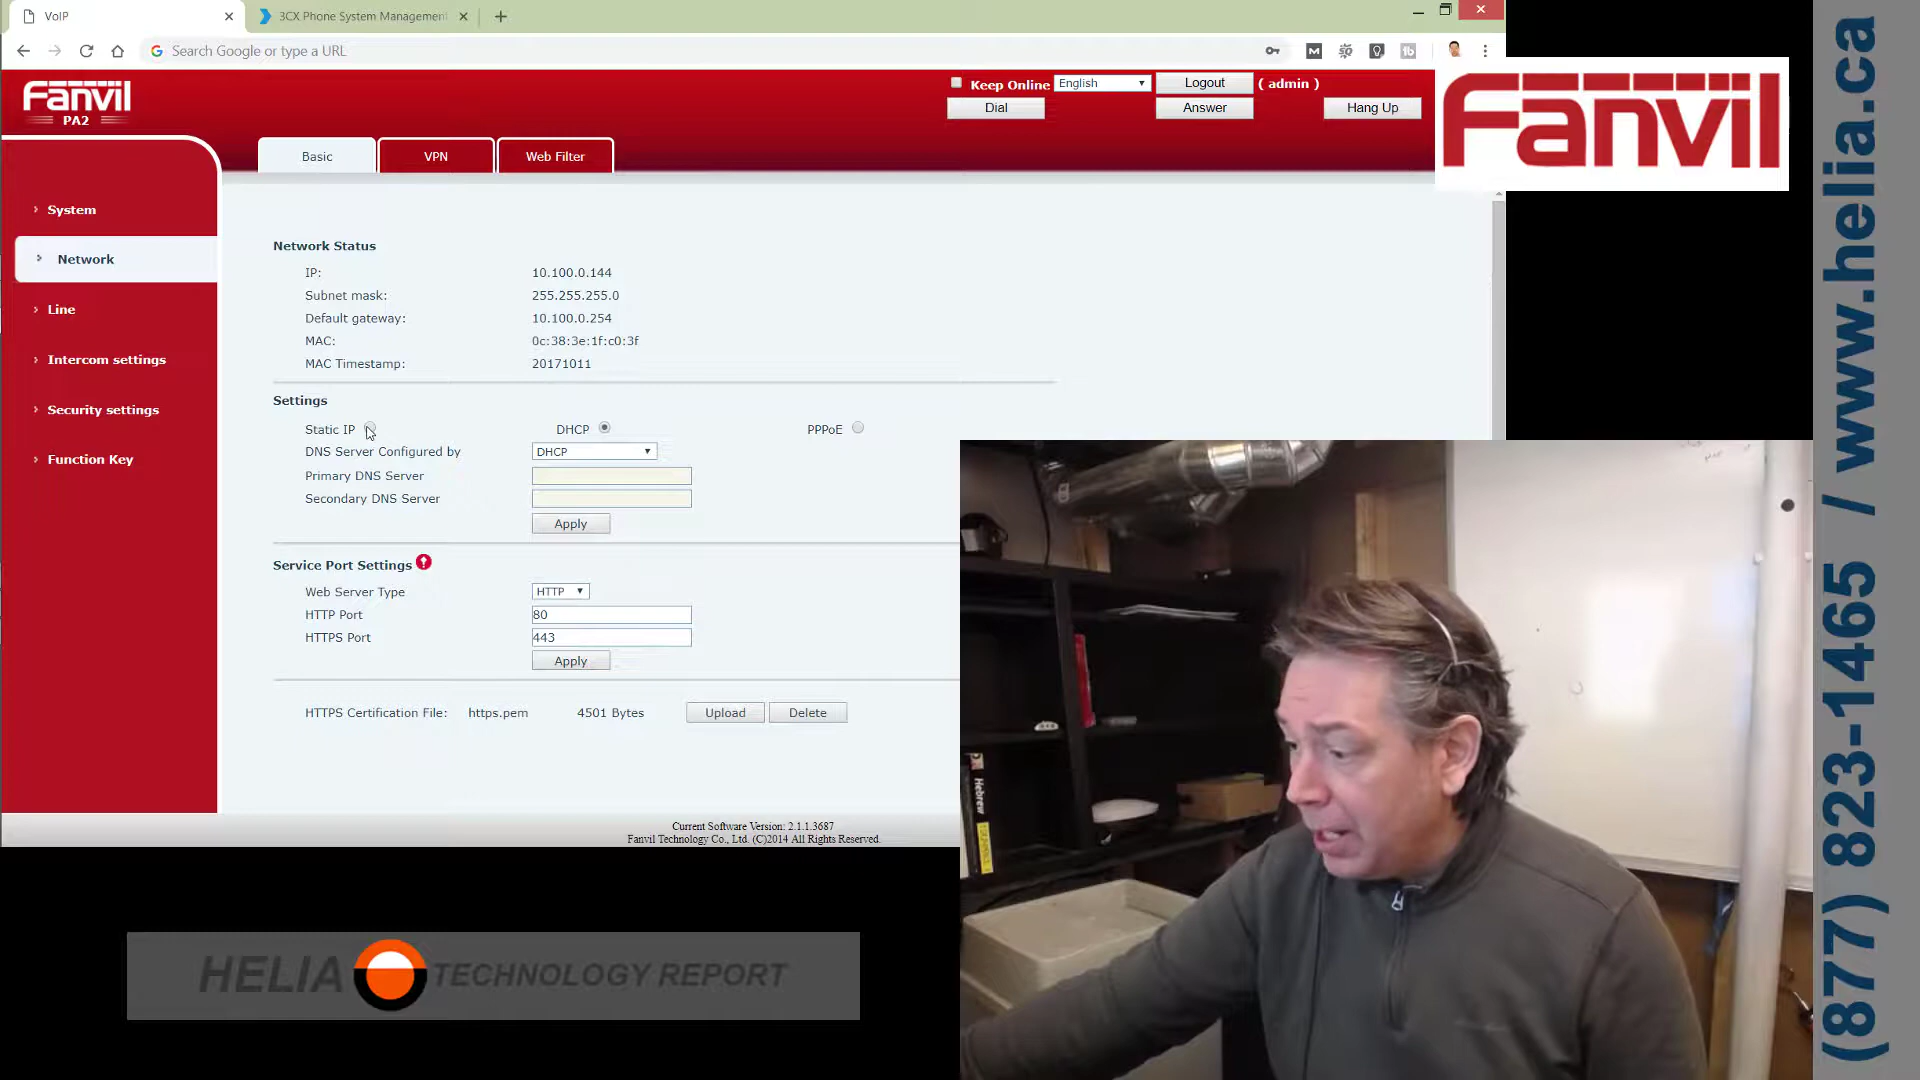 VoIP
3CX Phone System Management
Search Google or type a URL
Fanvil
PA2
Keep Online
English
Logout
( admin )
Dial
Answer
Hang Up
Fanvil
Basic
VPN
Web Filter
System
Network
Line
Intercom settings
Security settings
Function Key
Network Status
IP: 10.100.0.144
Subnet mask: 255.255.255.0
Default gateway: 10.100.0.254
MAC: 0c:38:3e:1f:c0:3f
MAC Timestamp: 20171011
Settings
Static IP DHCP PPPoE
DNS Server Configured by DHCP
Primary DNS Server
Secondary DNS Server
Apply
Service Port Settings
Web Server Type HTTP
HTTP Port 80
HTTPS Port 443
Apply
HTTPS Certification File: https.pem 4501 Bytes Upload Delete
Current Software Version: 2.1.1.3687
Fanvil Technology Co., Ltd. (C)2014 All Rights Reserved.
Hebrew
HELIA TECHNOLOGY REPORT
(877) 823-1465 / www.helia.ca